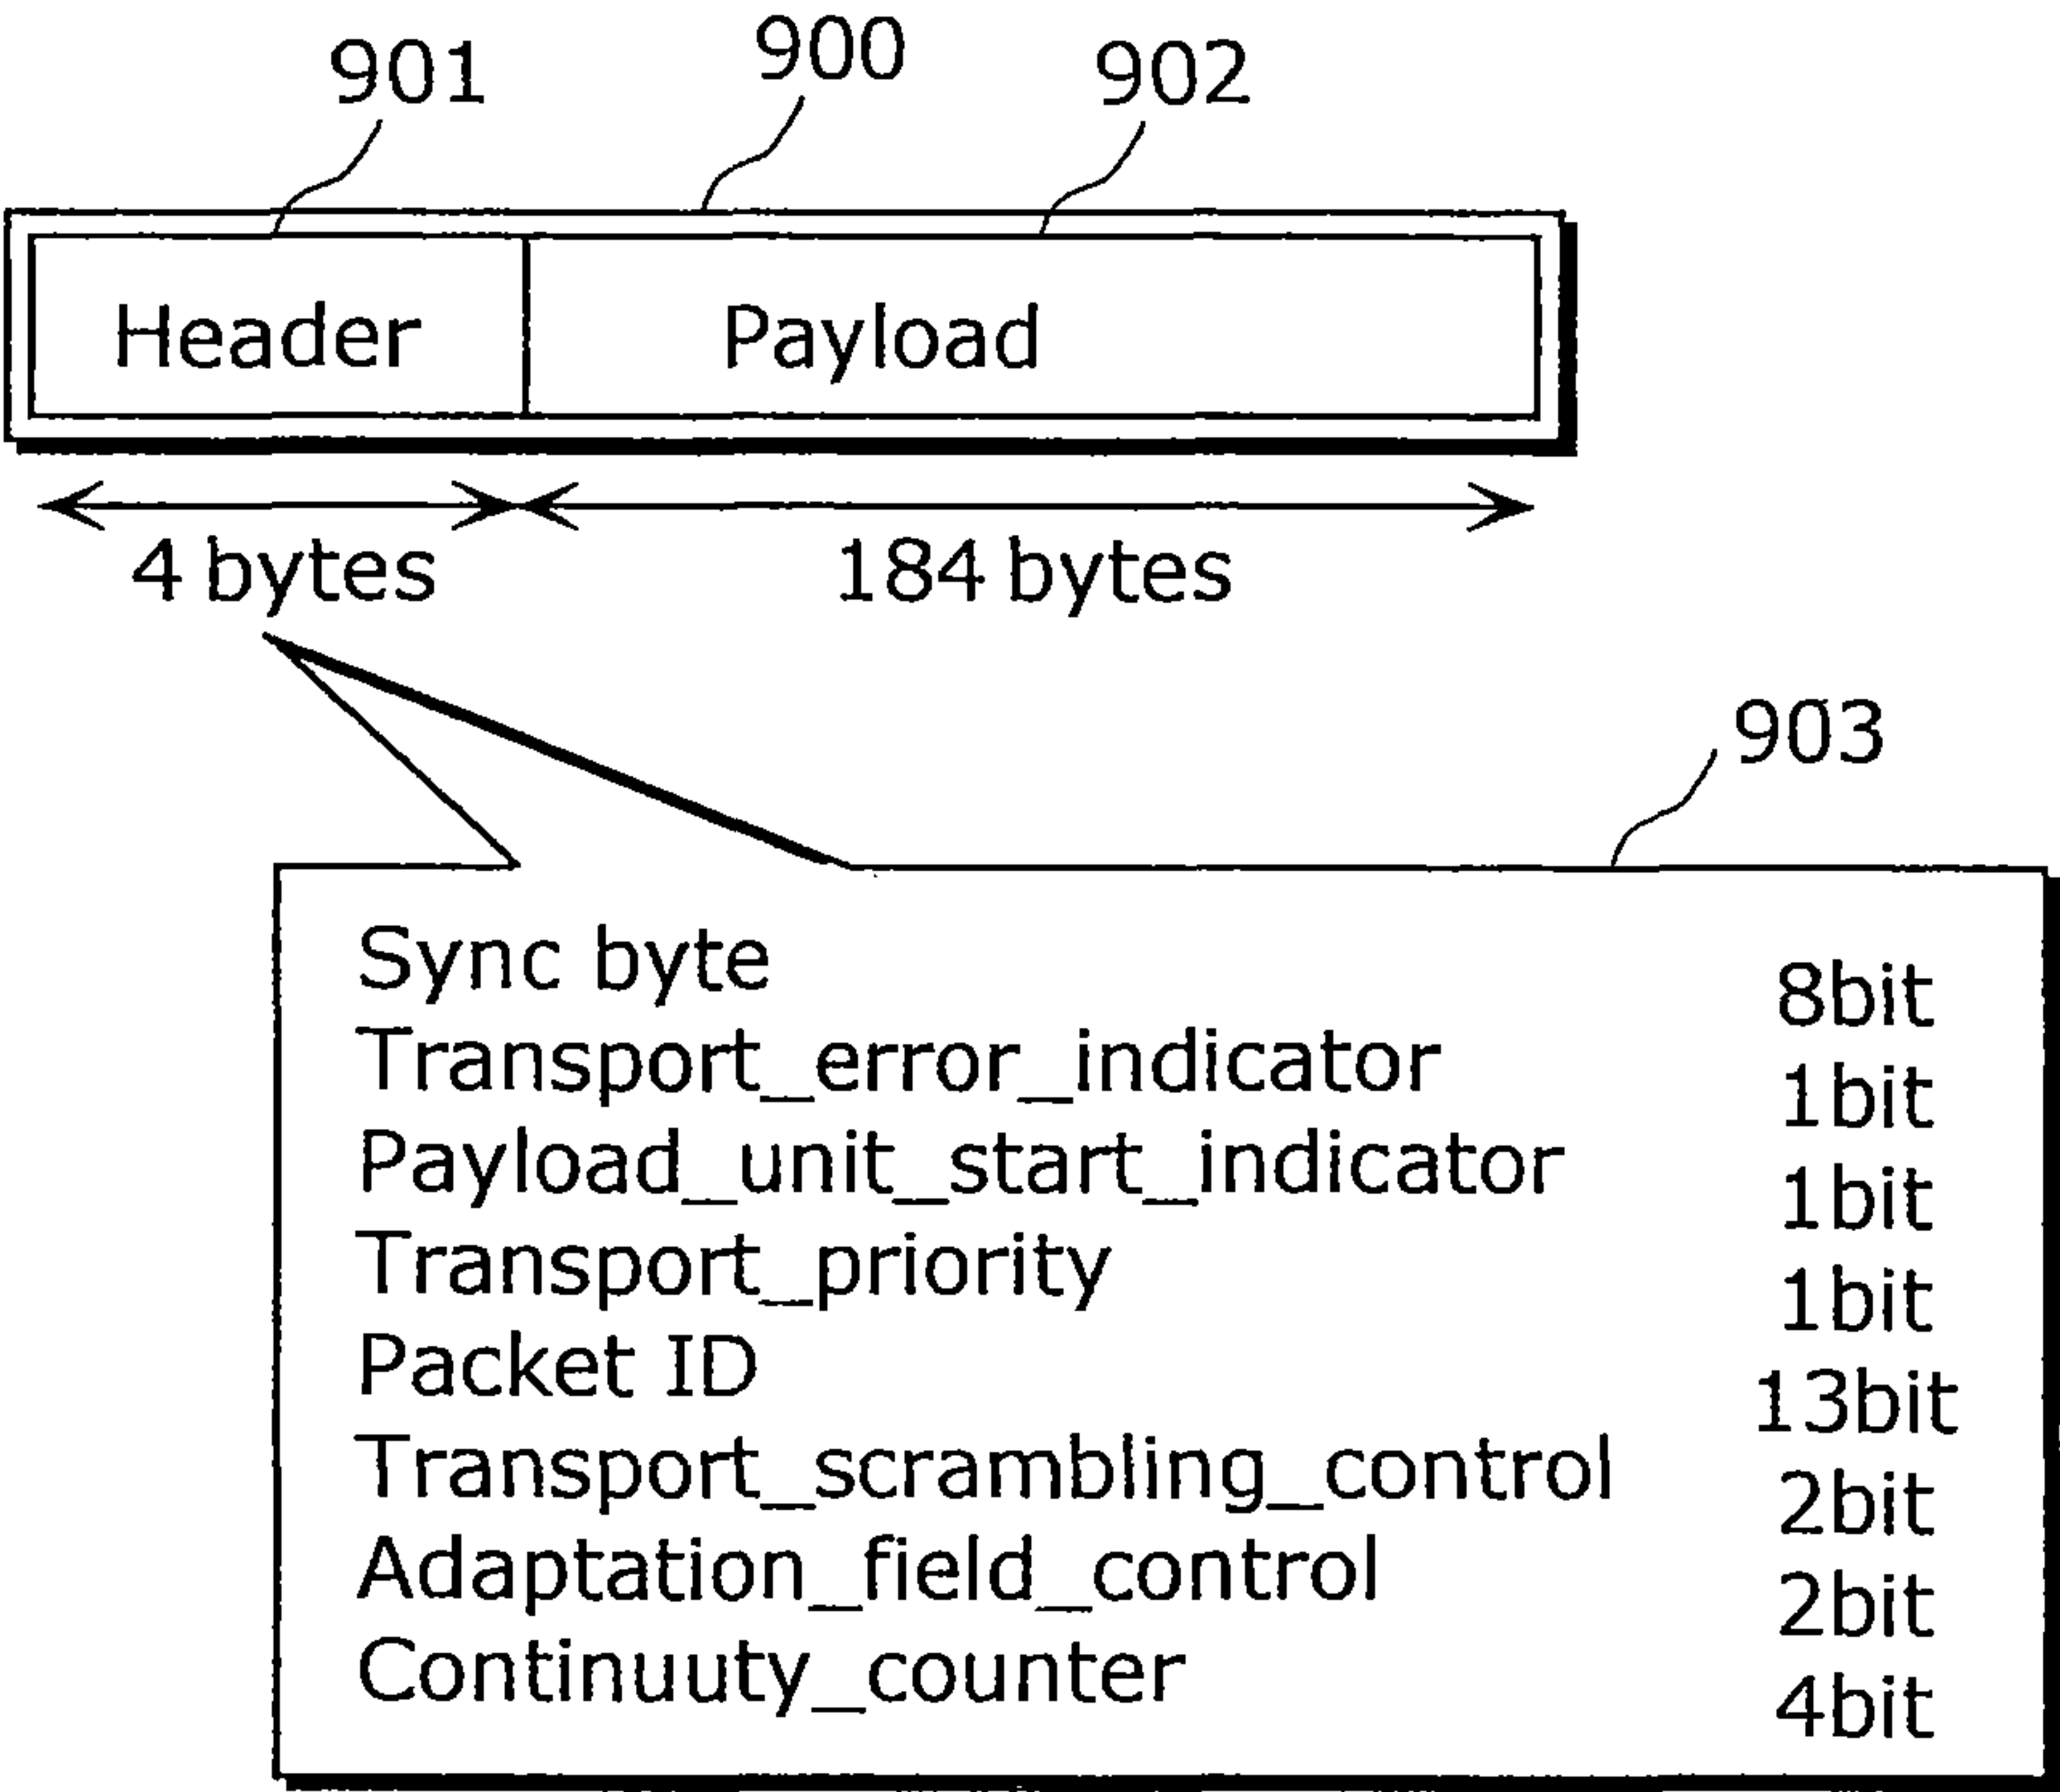 901 900 902
Header Payload
4 bytes 184 bytes
903
Sync byte 8bit
Transport_error_indicator 1bit
Payload_unit_start_indicator 1bit
Transport_priority 1bit
Packet ID 13bit
Transport_scrambling_control 2bit
Adaptation_field_control 2bit
Continuuty_counter 4bit